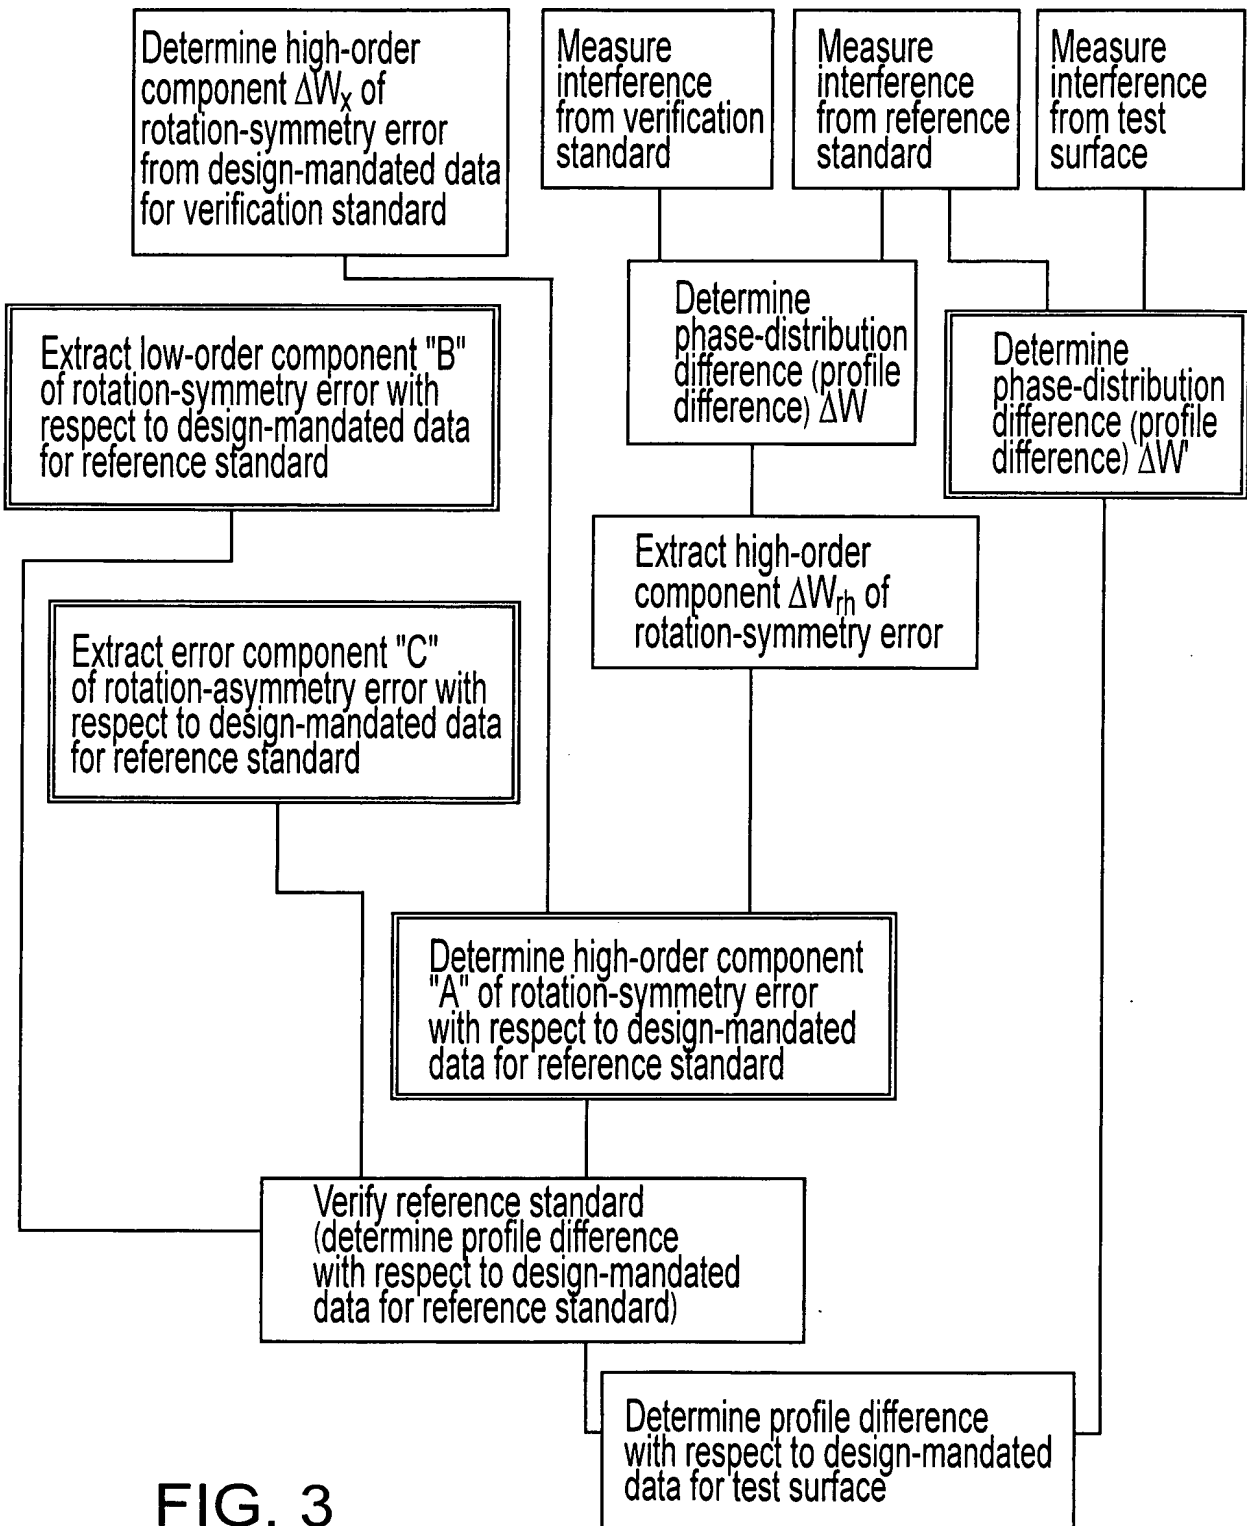 Determine high-order
component ΔWx of
rotation-symmetry error
from design-mandated data
for verification standard
Measure
interference
from verification
standard
Measure
interference
from reference
standard
Measure
interference
from test
surface
Determine
phase-distribution
difference (profile
difference) ΔW
Extract low-order component "B"
of rotation-symmetry error with
respect to design-mandated data
for reference standard
Determine
phase-distribution
difference (profile
difference) ΔW'
Extract high-order
component ΔWrh of
rotation-symmetry error
Extract error component "C"
of rotation-asymmetry error with
respect to design-mandated data
for reference standard
Determine high-order component
"A" of rotation-symmetry error
with respect to design-mandated
data for reference standard
Verify reference standard
(determine profile difference
with respect to design-mandated
data for reference standard)
Determine profile difference
with respect to design-mandated
data for test surface
FIG. 3